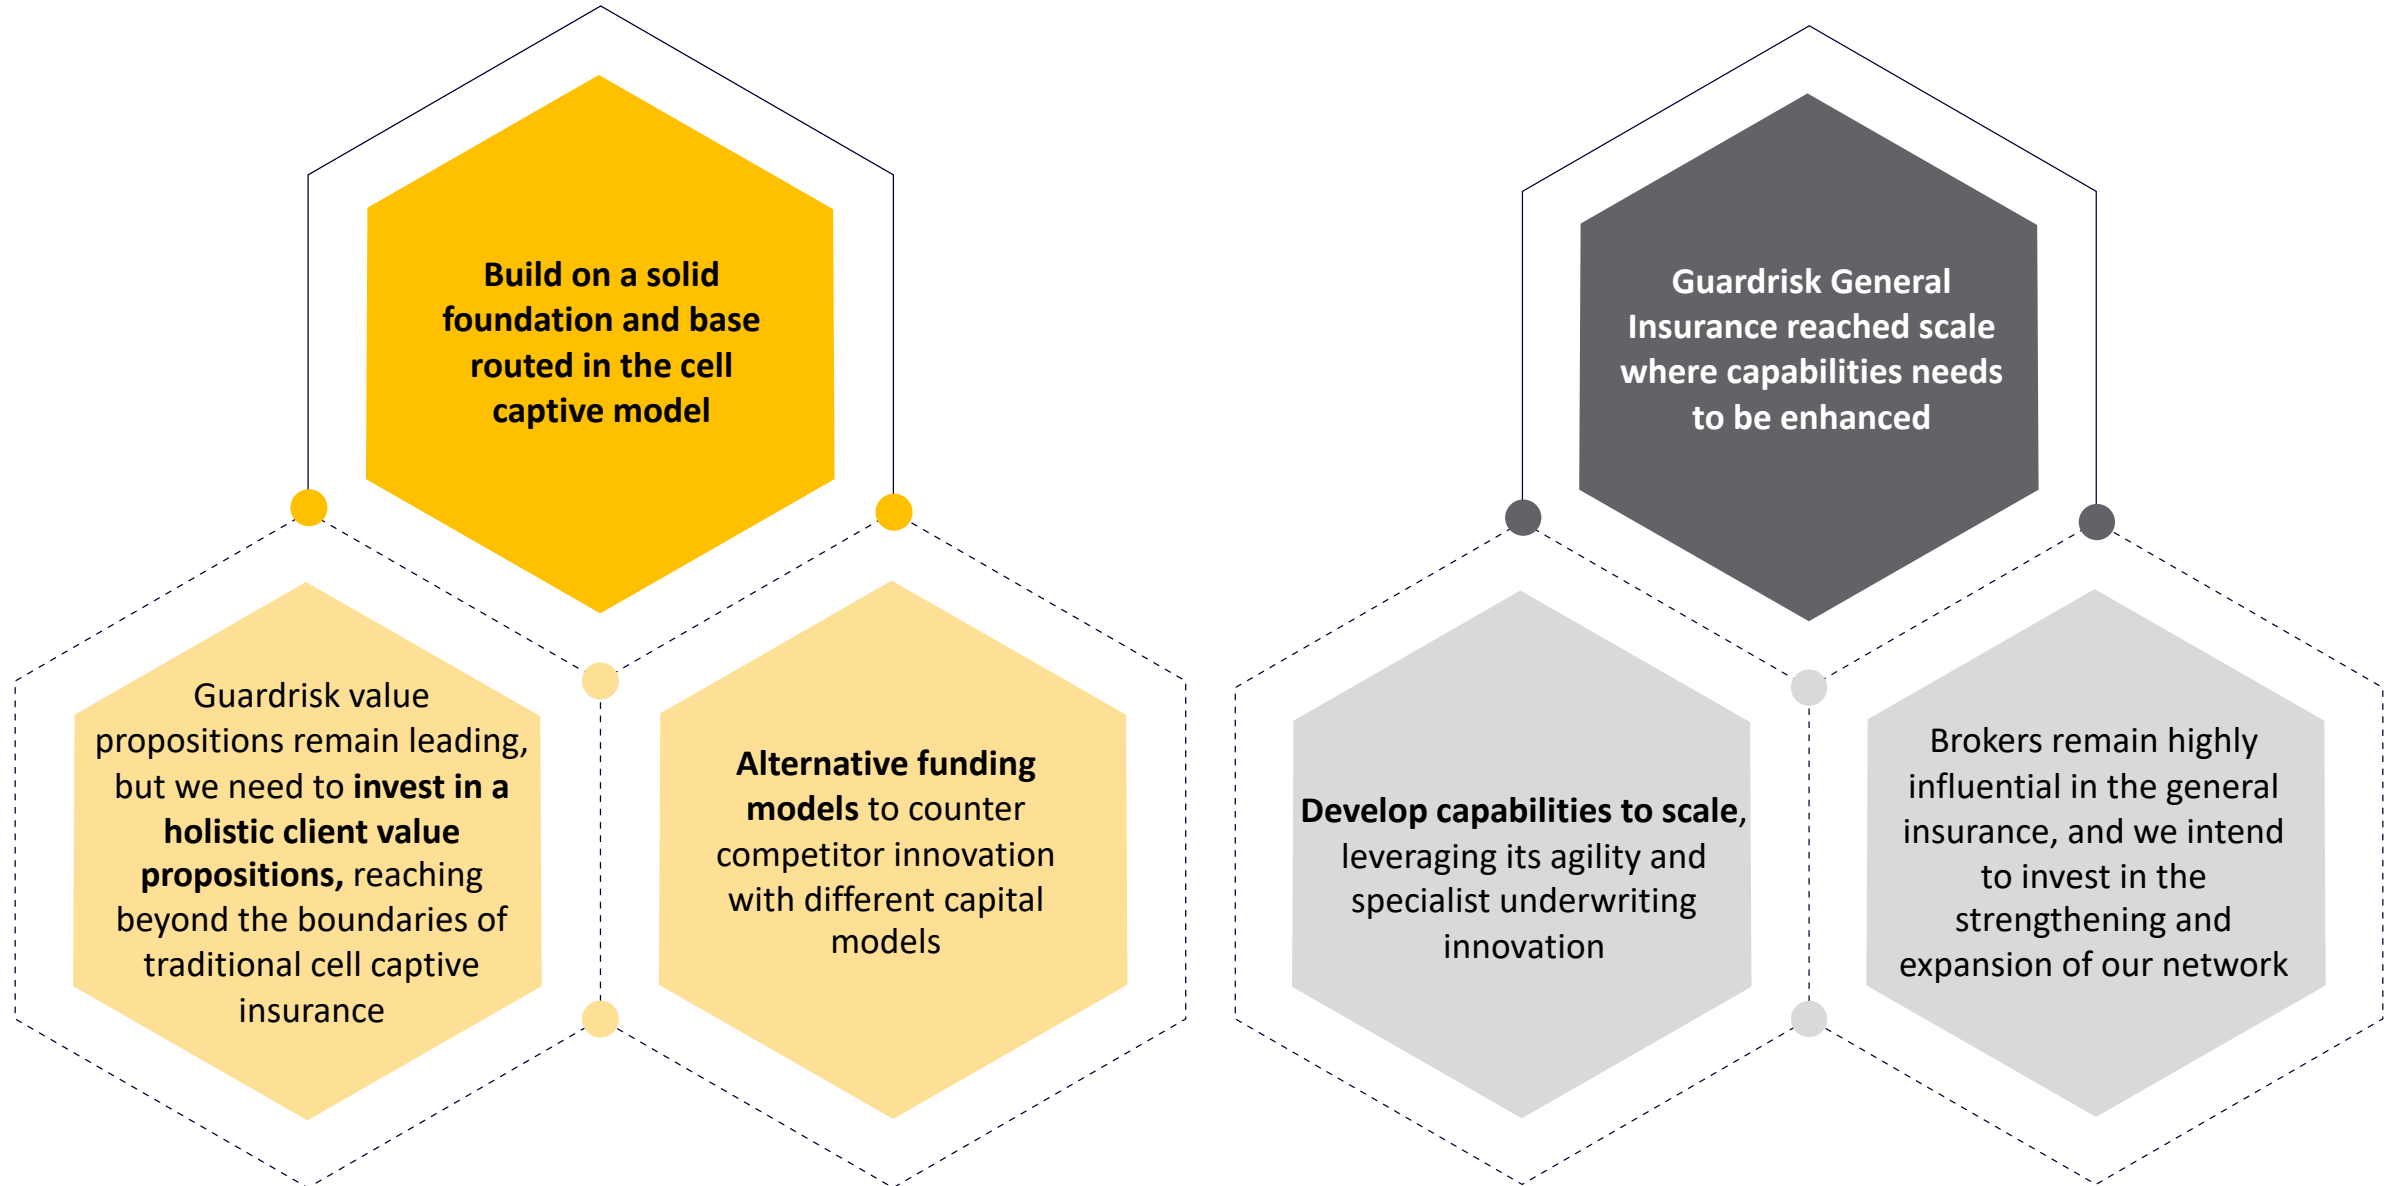 Build on a solid
foundation and base
routed in the cell
captive model
Guardrisk value
propositions remain leading,
but we need to invest in a
holistic client value
propositions, reaching
beyond the boundaries of
traditional cell captive
insurance
Alternative funding
models to counter
competitor innovation
with different capital
models
Guardrisk General
Insurance reached scale
where capabilities needs
to be enhanced
Develop capabilities to scale,
leveraging its agility and
specialist underwriting
innovation
Brokers remain highly
influential in the general
insurance, and we intend
to invest in the
strengthening and
expansion of our network